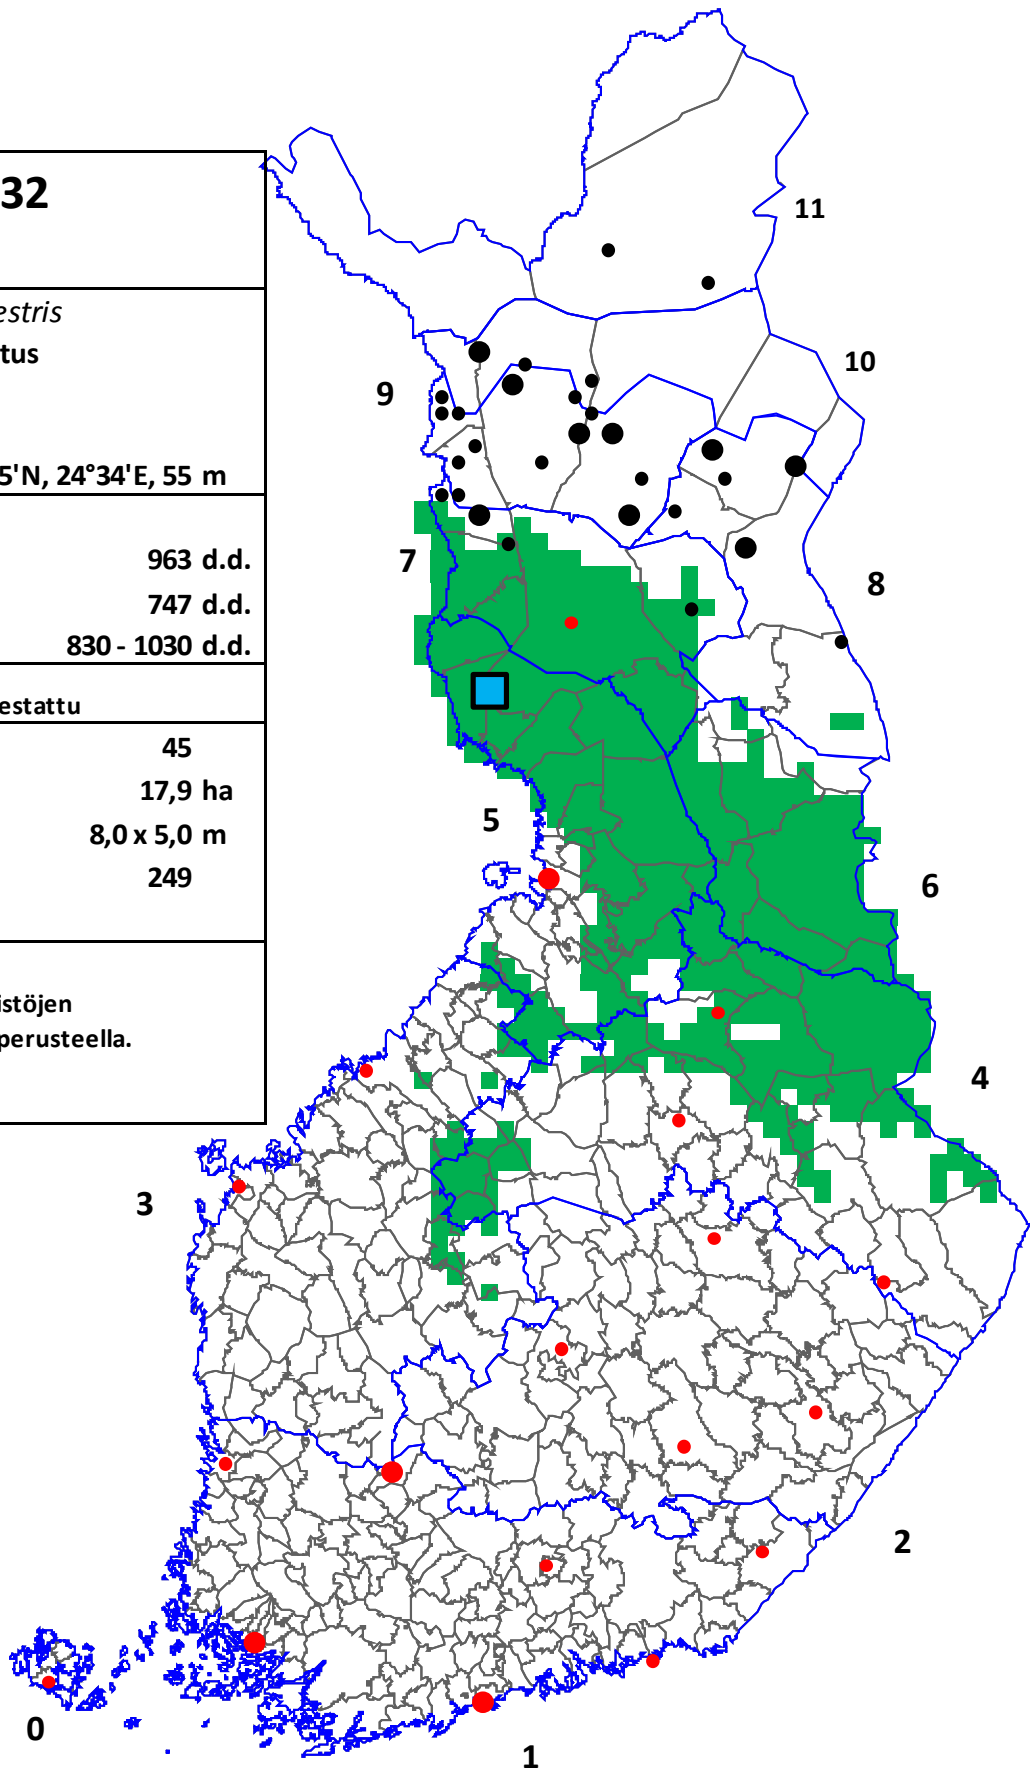 32
estris
tus
5'N, 24°34'E, 55 m
963 d.d.
747 d.d.
830 - 1030 d.d.
estattu
45
17,9 ha
8,0 x 5,0 m
249
istöjen
perusteella.
11
10
9
7
8
5
6
4
3
2
0
1